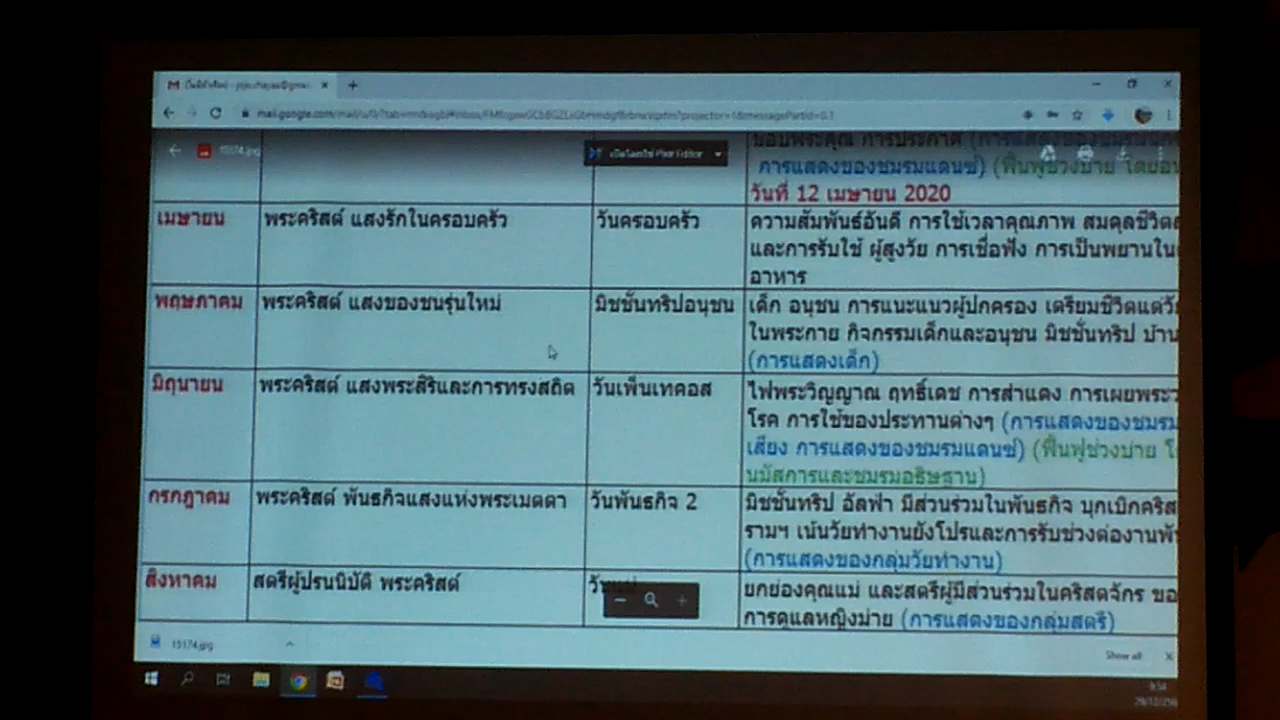 mail.google.com/mail/u/0/
15174.jpg
Pixlr Editor
ขอบพระคุณ การประกาศ
การแสดงของชมรมแดนซ์) (ฟื้นฟูช่วงบ่าย โดย
วันที่ 12 เมษายน 2020
เมษายน พระคริสต์ แสงรักในครอบครัว วันครอบครัว ความสัมพันธ์อันดี การใช้เวลาคุณภาพ สมดุลชีวิต
และการรับใช้ ผู้สูงวัย การเชื่อฟัง การเป็นพยานใน
อาหาร
พฤษภาคม พระคริสต์ แสงของชนรุ่นใหม่ มิชชั่นทริปอนุชน เด็ก อนุชน การแนะแนวผู้ปกครอง เตรียมชีวิตแต่วั
ในพระกาย กิจกรรมเด็กและอนุชน มิชชั่นทริป บ้าน
(การแสดงเด็ก)
มิถุนายน พระคริสต์ แสงพระสิริและการทรงสถิต วันเพ็นเทคอส ไฟพระวิญญาณ ฤทธิ์เดช การสำแดง การเผยพระ
โรค การใช้ของประทานต่างๆ (การแสดงของชมรม
เสียง การแสดงของชมรมแดนซ์) (ฟื้นฟูช่วงบ่าย โ
นมัสการและชมรมอธิษฐาน)
กรกฎาคม พระคริสต์ พันธกิจแสงแห่งพระเมตตา วันพันธกิจ 2 มิชชั่นทริป อัลฟ่า มีส่วนร่วมในพันธกิจ บุกเบิกคริส
รามฯ เน้นวัยทำงานยังโปรและการรับช่วงต่องานพั
(การแสดงของกลุ่มวัยทำงาน)
สิงหาคม สตรีผู้ปรนนิบัติ พระคริสต์ วัน ยกย่องคุณแม่ และสตรีผู้มีส่วนร่วมในคริสตจักร ขอ
การดูแลหญิงม่าย (การแสดงของกลุ่มสตรี)
15174.jpg Show all
9:54